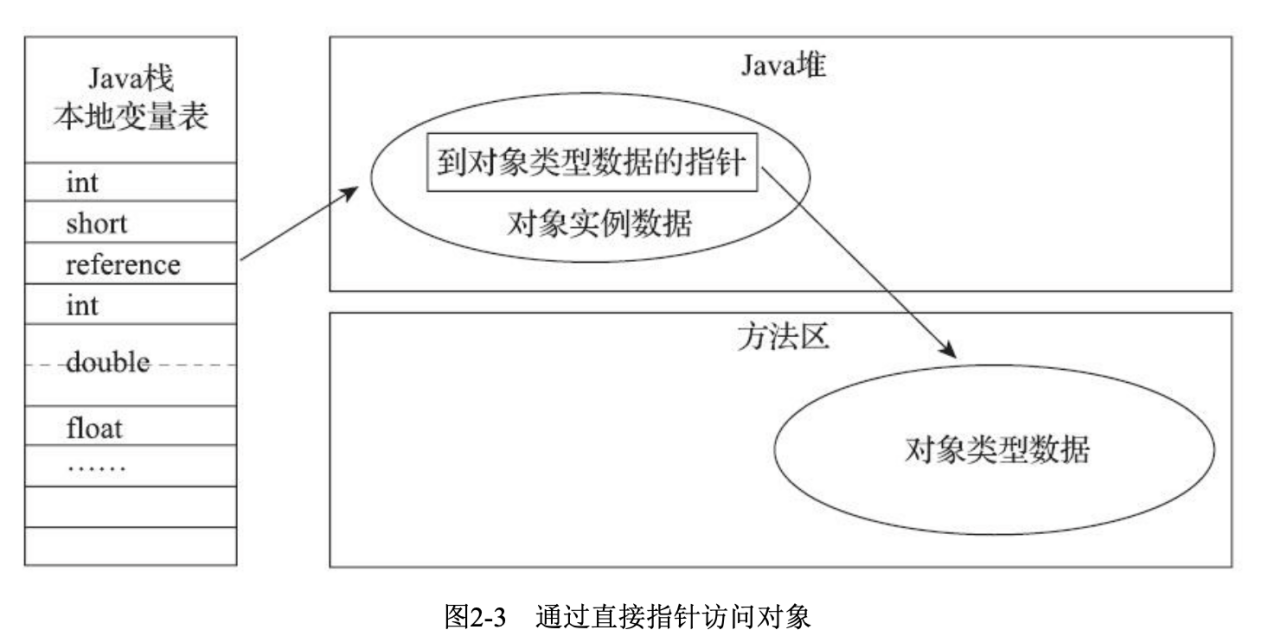 Java栈
本地变量表
int
short
reference
int
double
float
……
Java堆
到对象类型数据的指针
对象实例数据
方法区
对象类型数据
图2-3 通过直接指针访问对象